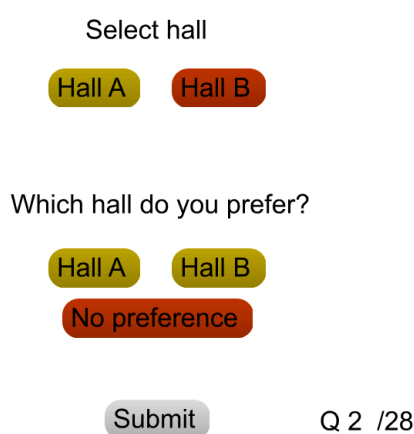 Select hall
Hall A Hall B
Which hall do you prefer?
Hall A Hall B
No preference
Submit Q 2 /28